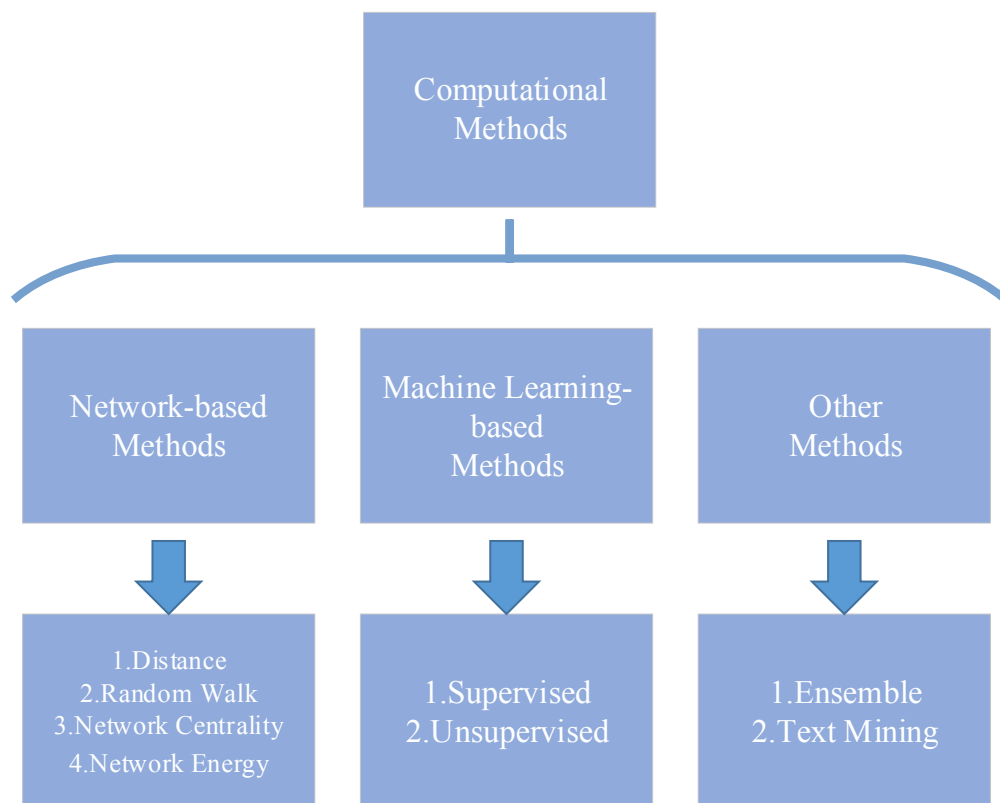 Computational
Methods
Network-based
Methods
Machine Learning-
based
Methods
Other
Methods
1.Distance
2.Random Walk
3.Network Centrality
4.Network Energy
1.Supervised
2.Unsupervised
1.Ensemble
2.Text Mining